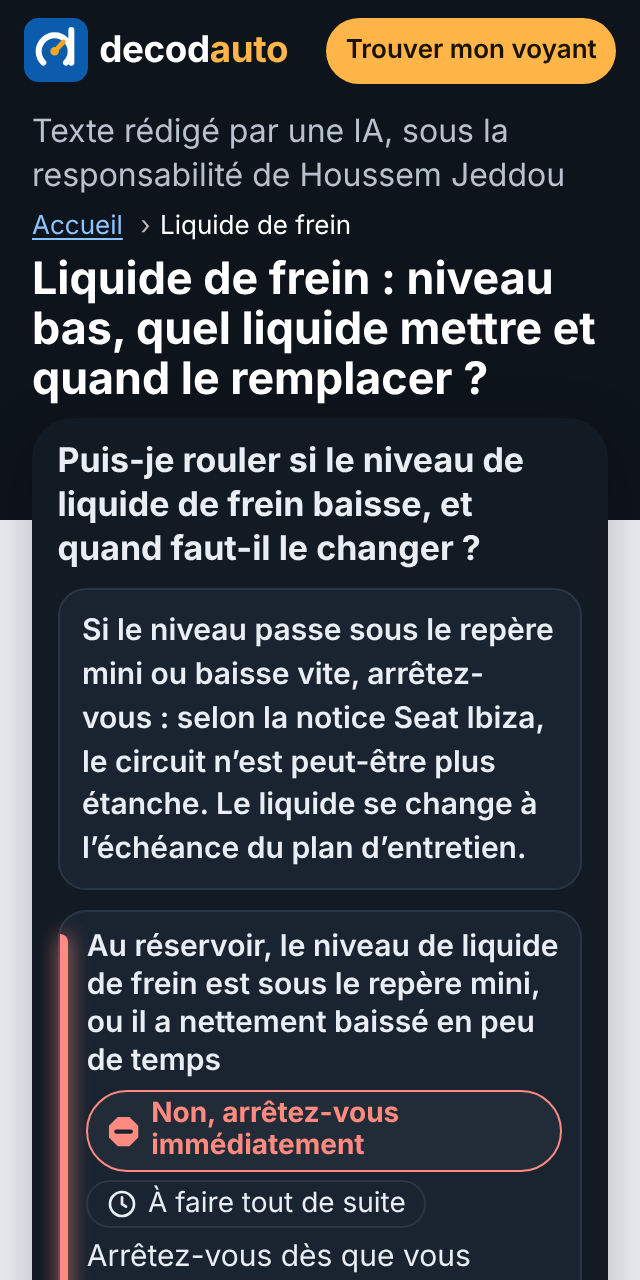 decodauto
Trouver mon voyant
Texte rédigé par une IA, sous la
responsabilité de Houssem Jeddou
Accueil › Liquide de frein
Liquide de frein : niveau
bas, quel liquide mettre et
quand le remplacer ?
Puis-je rouler si le niveau de
liquide de frein baisse, et
quand faut-il le changer ?
Si le niveau passe sous le repère
mini ou baisse vite, arrêtez-
vous : selon la notice Seat Ibiza,
le circuit n’est peut-être plus
étanche. Le liquide se change à
l’échéance du plan d’entretien.
Au réservoir, le niveau de liquide
de frein est sous le repère mini,
ou il a nettement baissé en peu
de temps
Non, arrêtez-vous
immédiatement
À faire tout de suite
Arrêtez-vous dès que vous